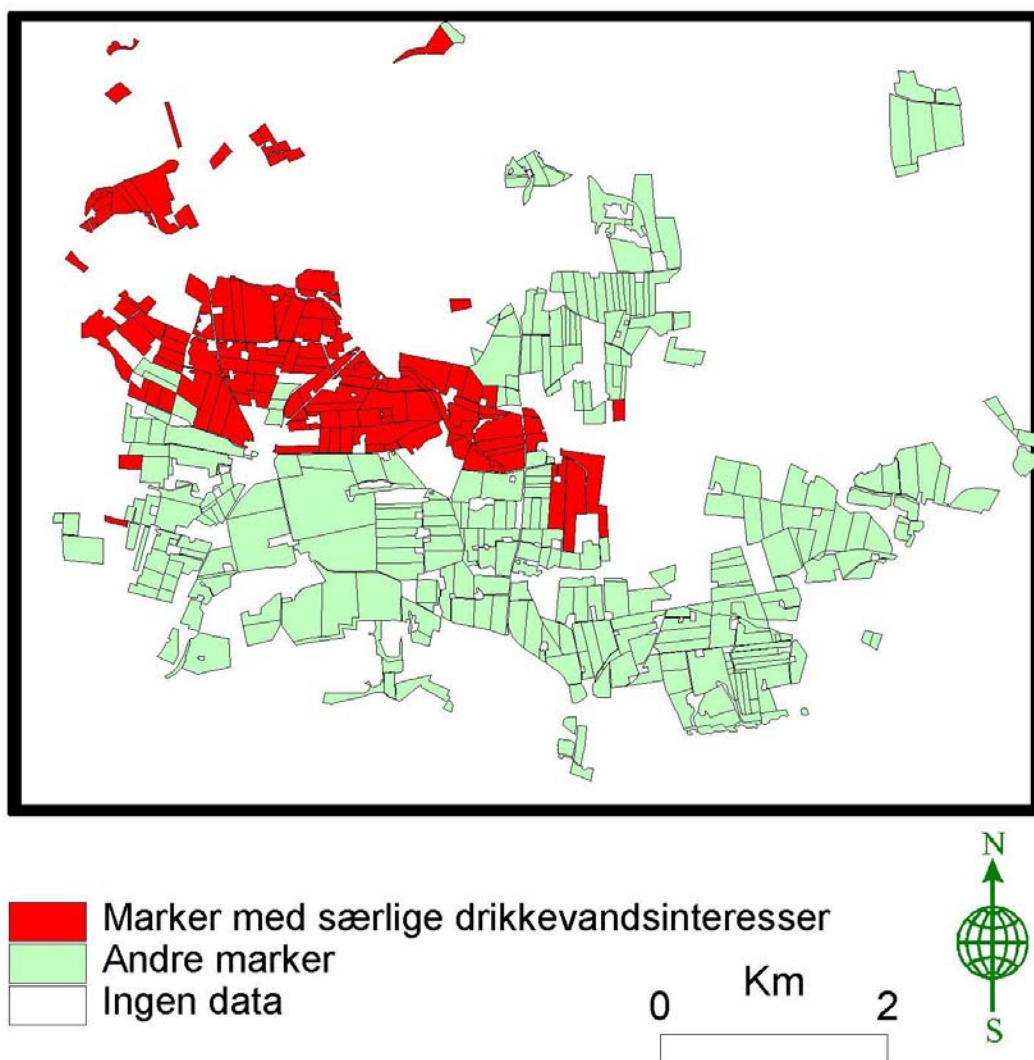 Marker med særlige drikkevandsinteresser
Andre marker
Ingen data
Km
0 2
N
S